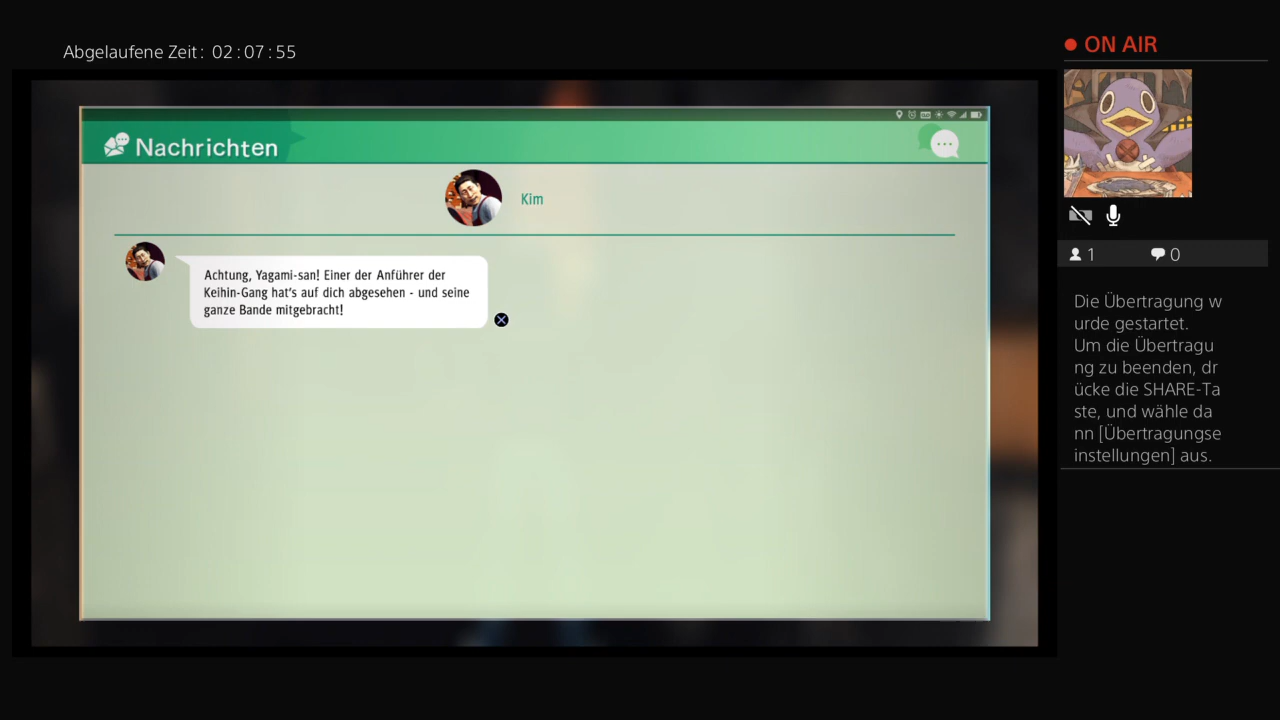 Abgelaufene Zeit: 02:07:55
ON AIR
Nachrichten
Kim
Achtung, Yagami-san! Einer der Anführer der
Keihin-Gang hat's auf dich abgesehen - und seine
ganze Bande mitgebracht!
1
0
Die Übertragung w
urde gestartet.
Um die Übertragu
ng zu beenden, dr
ücke die SHARE-Ta
ste, und wähle da
nn [Übertragungse
instellungen] aus.